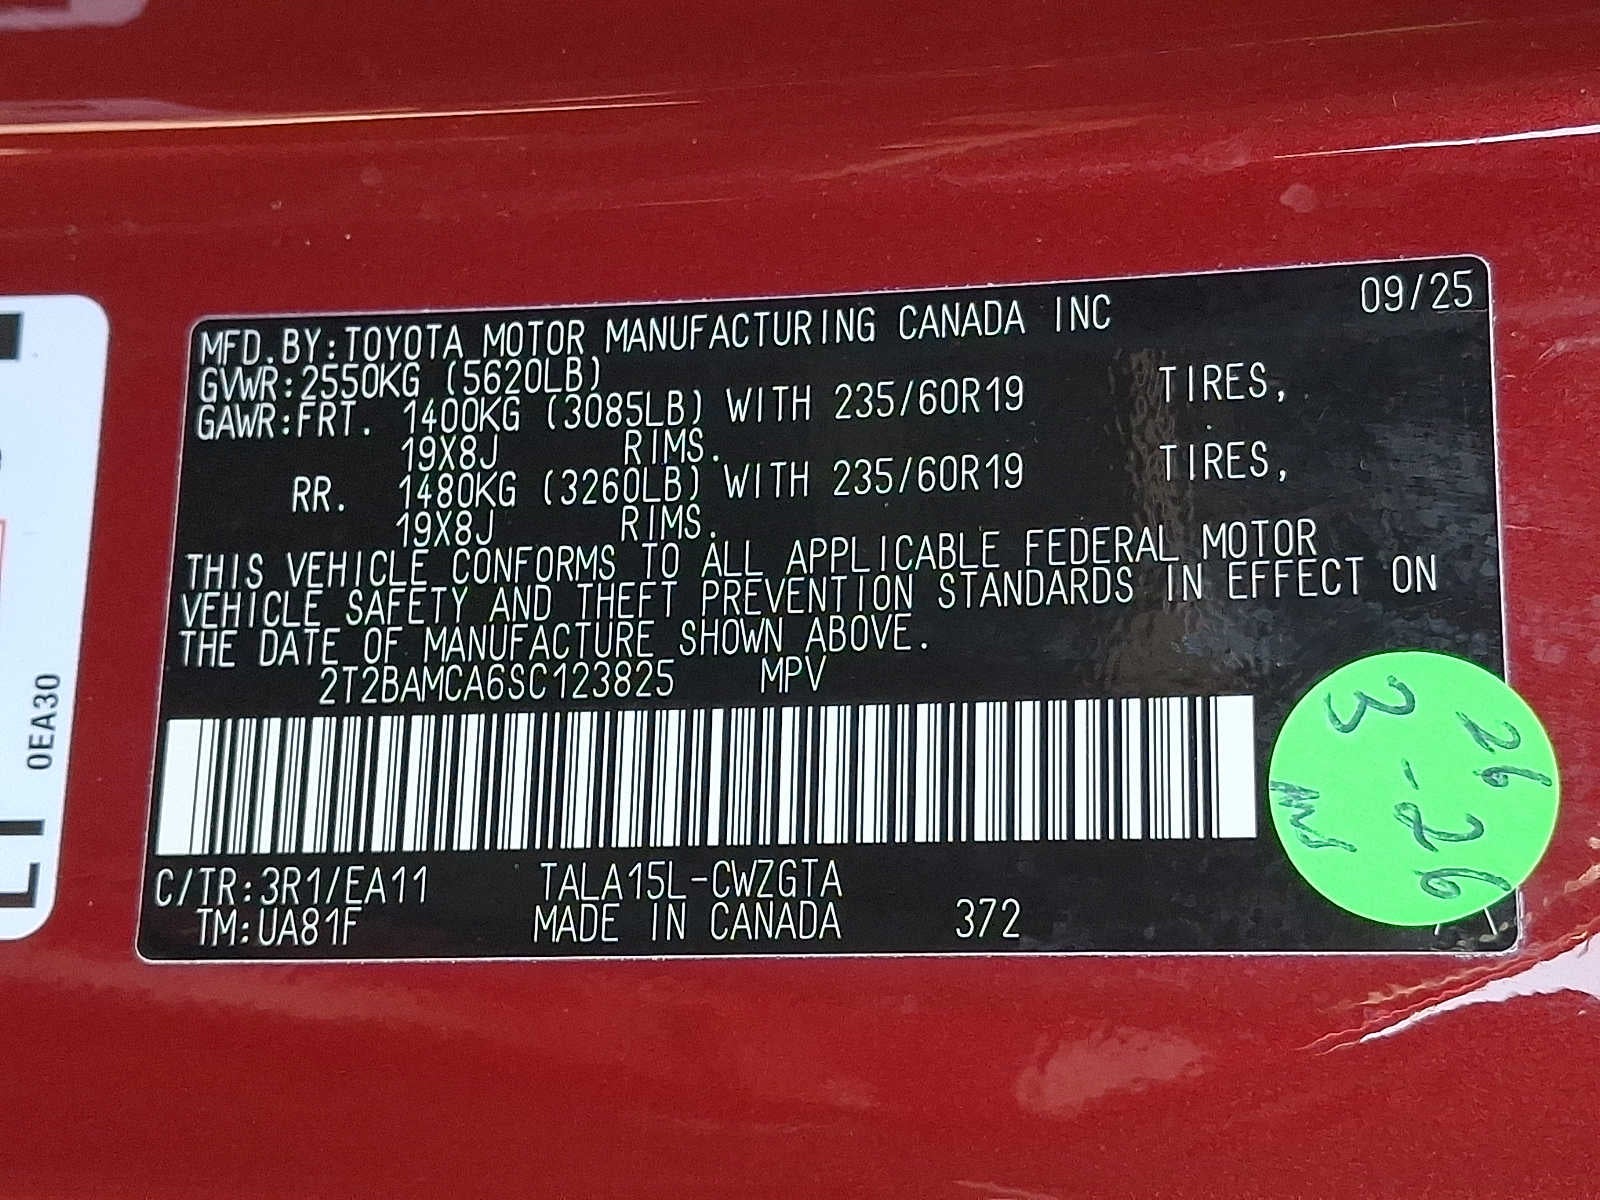 MFD.BY:TOYOTA MOTOR MANUFACTURING CANADA INC 09/25
GVWR:2550KG (5620LB)
GAWR:FRT. 1400KG (3085LB) WITH 235/60R19 TIRES,
19X8J RIMS.
RR. 1480KG (3260LB) WITH 235/60R19 TIRES,
19X8J RIMS.
THIS VEHICLE CONFORMS TO ALL APPLICABLE FEDERAL MOTOR
VEHICLE SAFETY AND THEFT PREVENTION STANDARDS IN EFFECT ON
THE DATE OF MANUFACTURE SHOWN ABOVE.
2T2BAMCA6SC123825 MPV
C/TR:3R1/EA11 TALA15L-CWZGTA
TM:UA81F MADE IN CANADA 372
0EA30
26
3-26